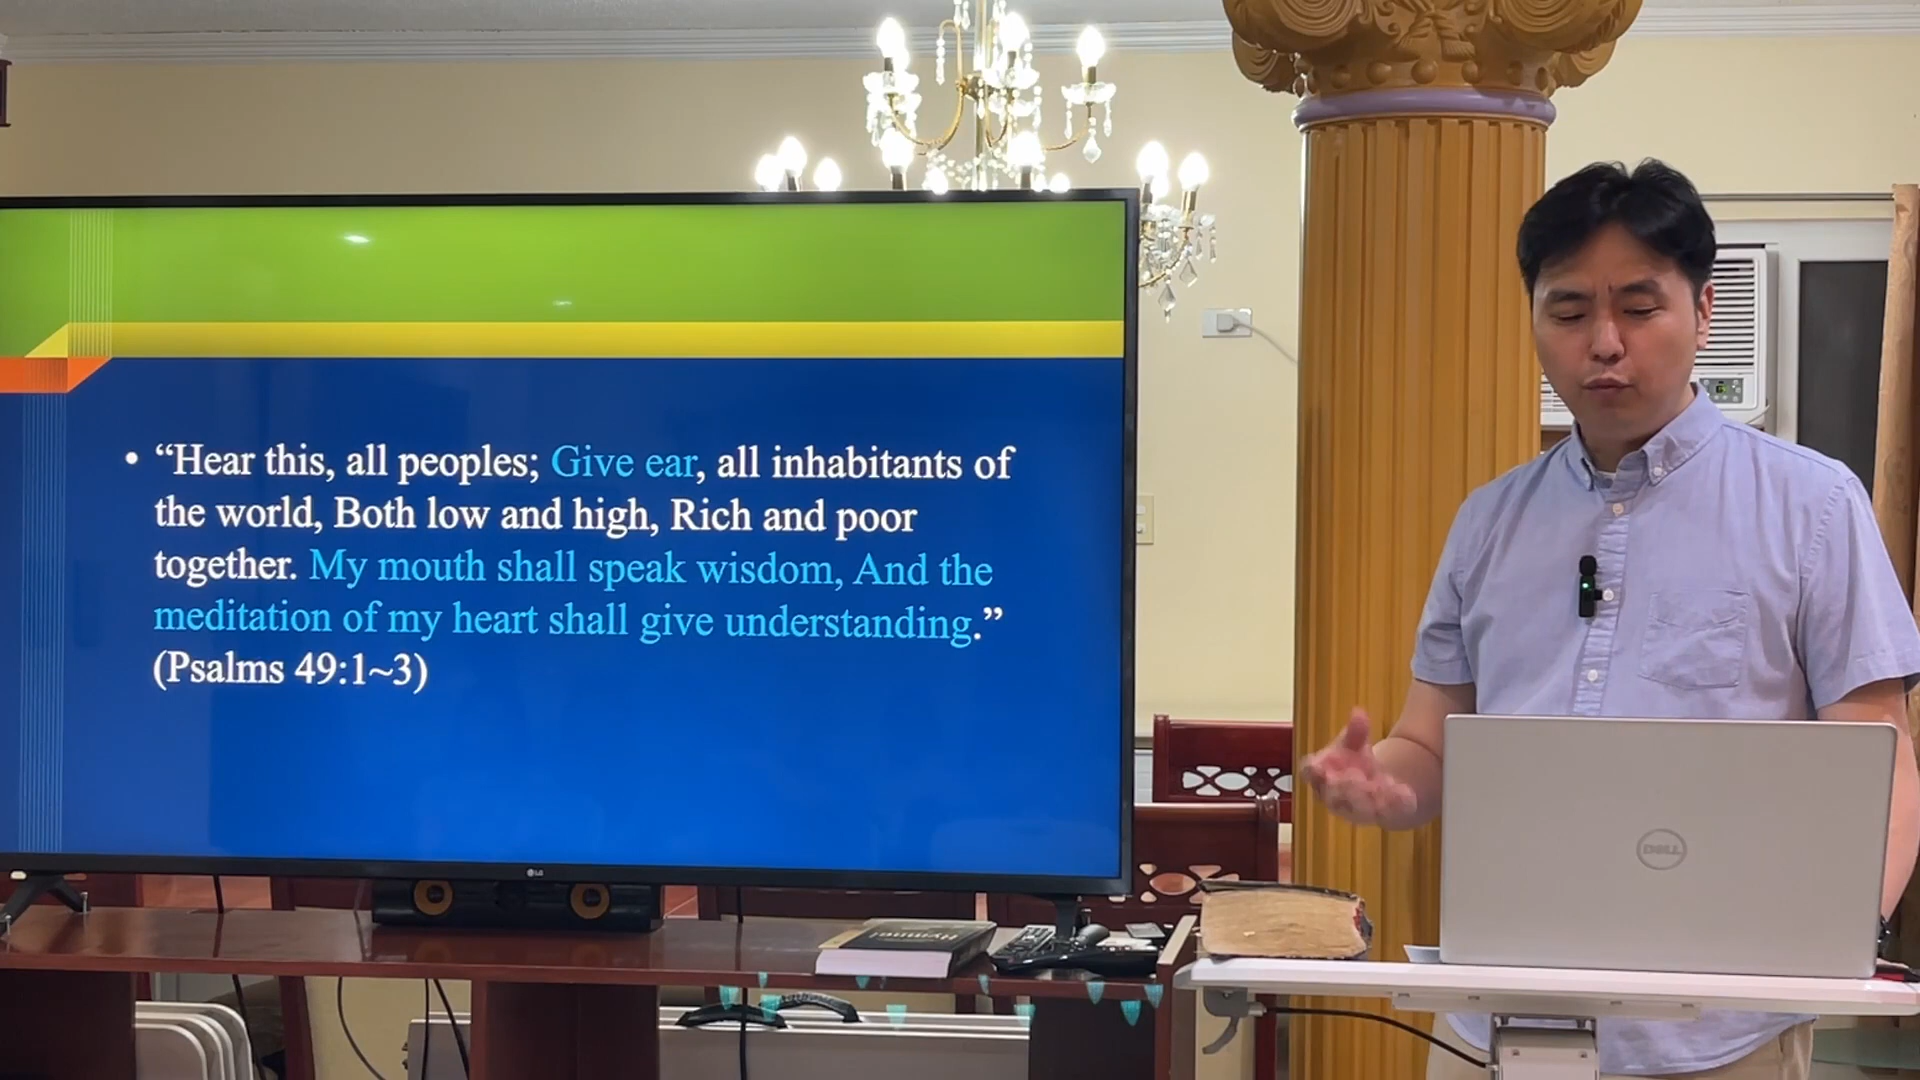 • “Hear this, all peoples; Give ear, all inhabitants of
the world, Both low and high, Rich and poor
together. My mouth shall speak wisdom, And the
meditation of my heart shall give understanding.”
(Psalms 49:1~3)
LG
Hymnal
DELL